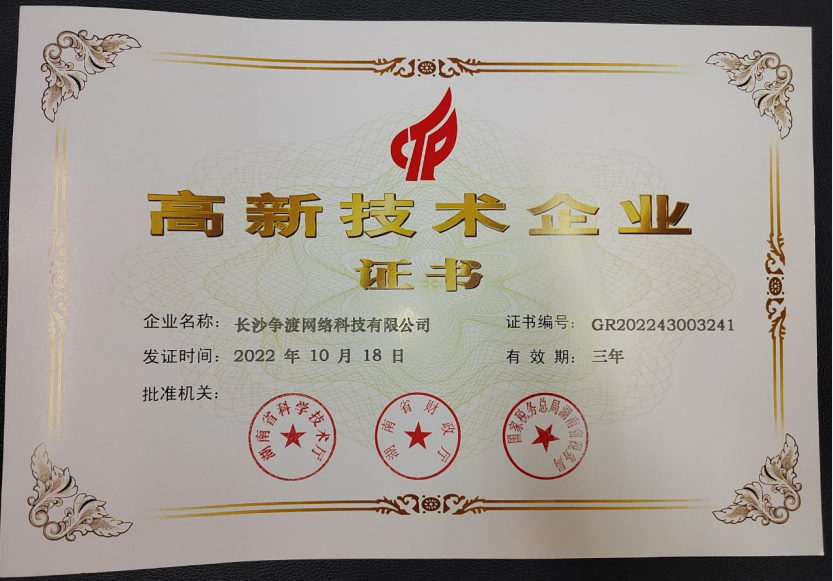 CTP
高新技术企业
证书
企业名称：长沙争渡网络科技有限公司
证书编号：GR202243003241
发证时间：2022 年 10 月 18 日
有 效 期：三年
批准机关：
湖南省科学技术厅
湖南省财政厅
国家税务总局湖南省税务局